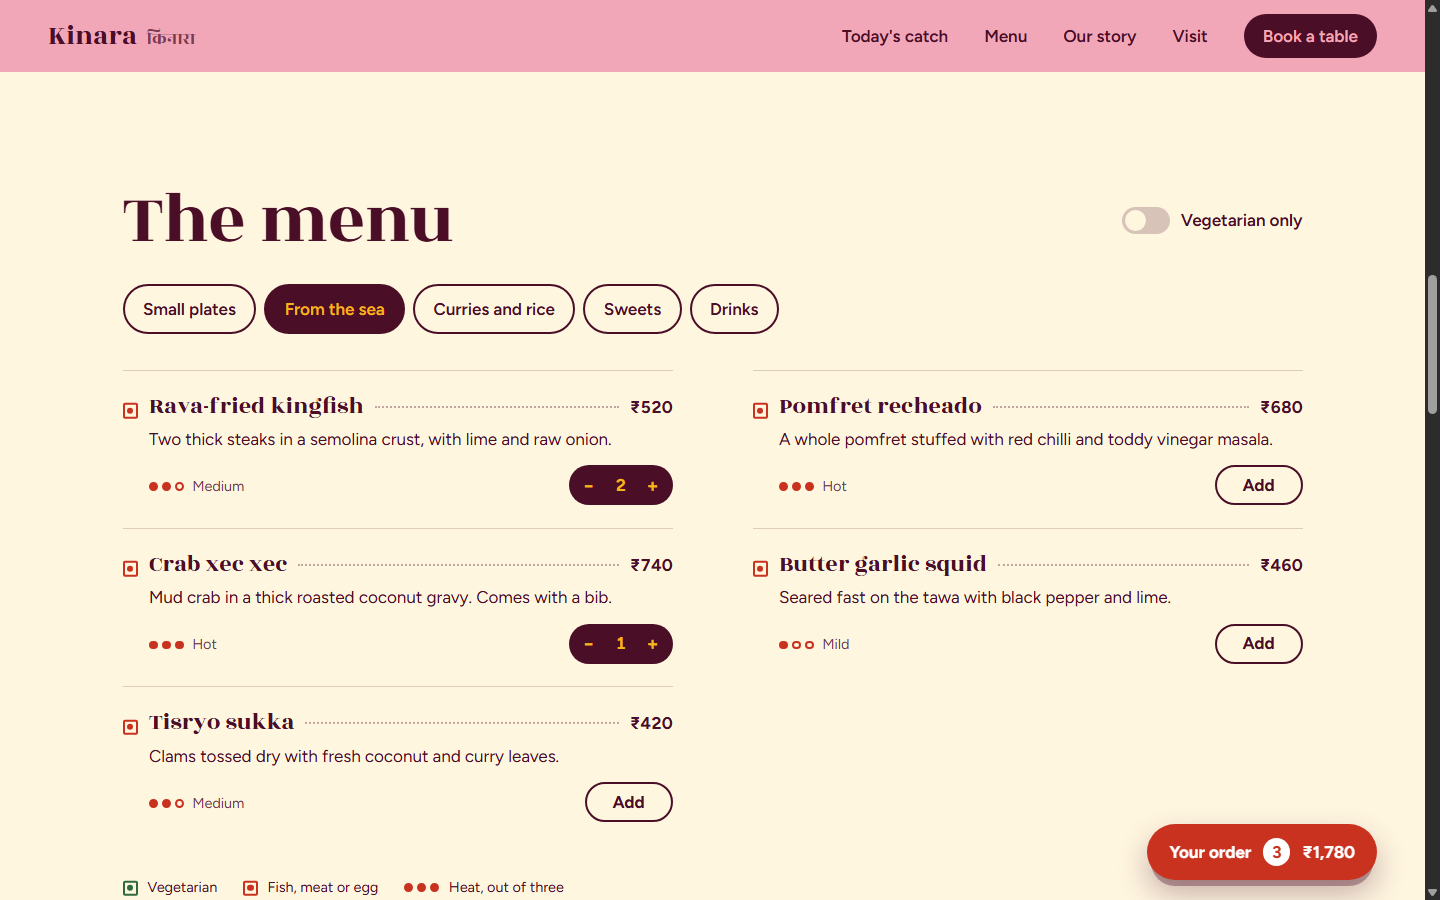 Kinara किनारा
Today's catch Menu Our story Visit Book a table
The menu
Vegetarian only
Small plates From the sea Curries and rice Sweets Drinks
Rava-fried kingfish ₹520
Two thick steaks in a semolina crust, with lime and raw onion.
Medium − 2 +
Pomfret recheado ₹680
A whole pomfret stuffed with red chilli and toddy vinegar masala.
Hot Add
Crab xec xec ₹740
Mud crab in a thick roasted coconut gravy. Comes with a bib.
Hot − 1 +
Butter garlic squid ₹460
Seared fast on the tawa with black pepper and lime.
Mild Add
Tisryo sukka ₹420
Clams tossed dry with fresh coconut and curry leaves.
Medium Add
Your order 3 ₹1,780
Vegetarian Fish, meat or egg Heat, out of three